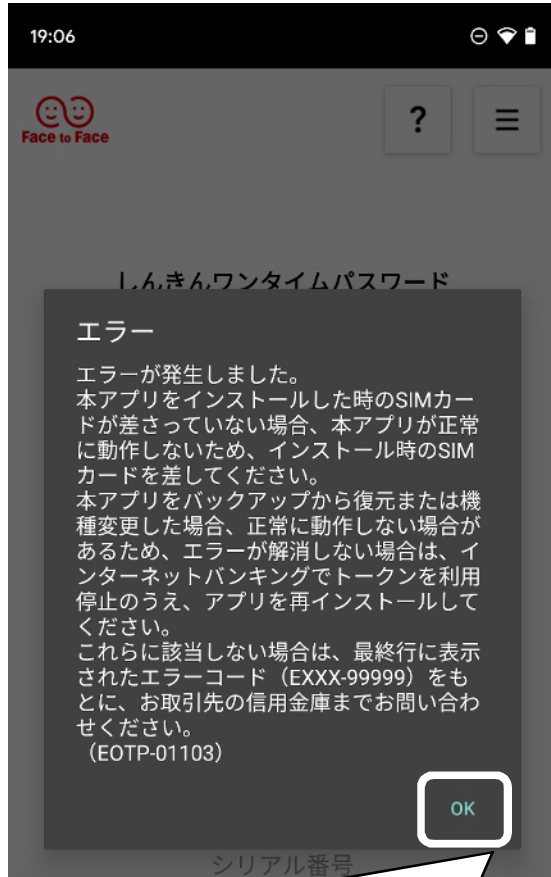 19:06
Face to Face
?
しんきんワンタイムパスワード
エラー
エラーが発生しました。
本アプリをインストールした時のSIMカー
ドが差さっていない場合、本アプリが正常
に動作しないため、インストール時のSIM
カードを差してください。
本アプリをバックアップから復元または機
種変更した場合、正常に動作しない場合が
あるため、エラーが解消しない場合は、イ
ンターネットバンキングでトークンを利用
停止のうえ、アプリを再インストールして
ください。
これらに該当しない場合は、最終行に表示
されたエラーコード（EXXX-99999）をも
とに、お取引先の信用金庫までお問い合わ
せください。
（EOTP-01103）
OK
シリアル番号